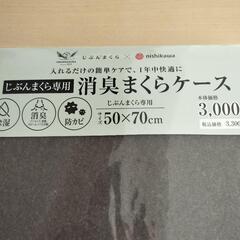 じぶんまくら × nishikawa
入れるだけの簡単ケアで、1年中快適に
じぶんまくら専用 消臭まくらケース
消臭
防カビ
じぶんまくら専用
サイズ 50×70cm
本体価格
3,000
税込価格 3,300